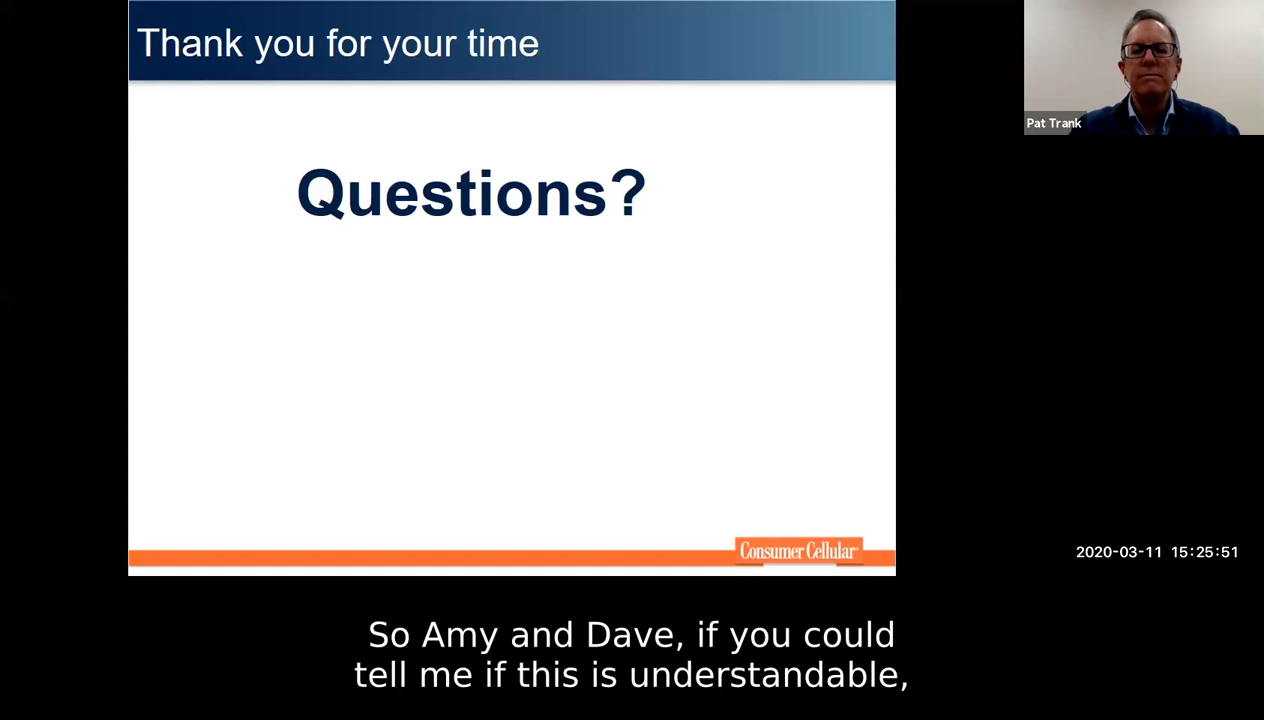 Thank you for your time
Pat Trank
Questions?
Consumer Cellular
2020-03-11 15:25:51
So Amy and Dave, if you could
tell me if this is understandable,